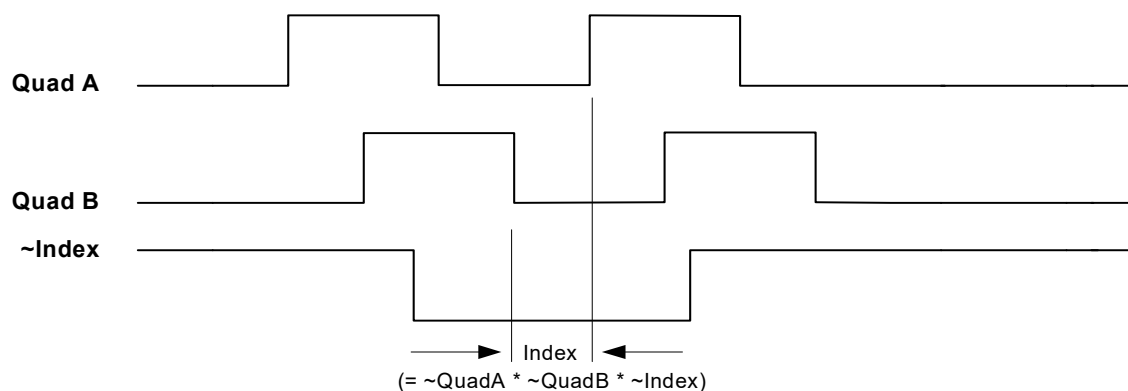 Quad A
Quad B
~Index
Index
(= ~QuadA * ~QuadB * ~Index)